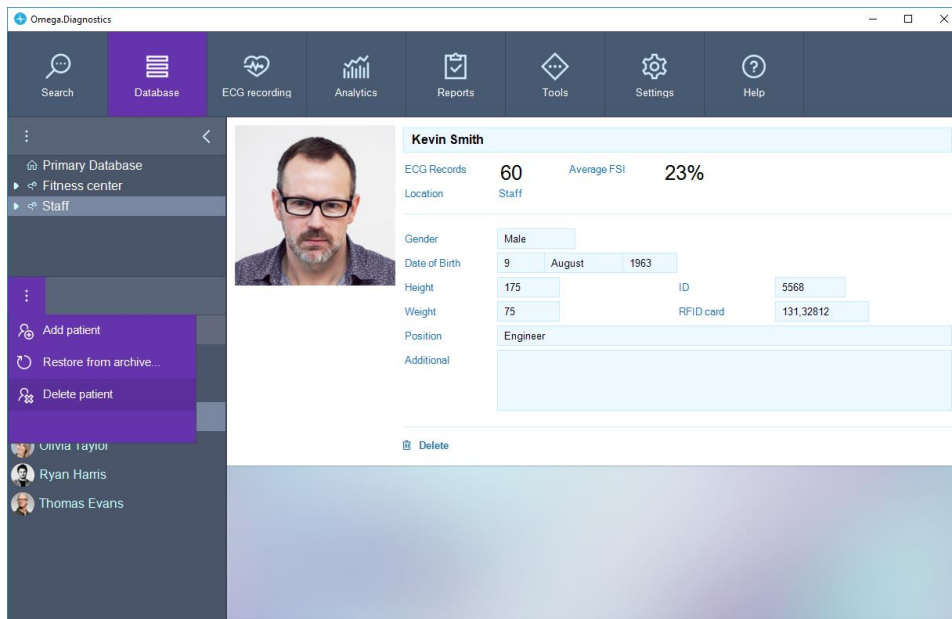 Omega.Diagnostics
Search Database ECG recording Analytics Reports Tools Settings Help
Primary Database
Fitness center
Staff
Add patient
Restore from archive...
Delete patient
Olivia Taylor
Ryan Harris
Thomas Evans
Kevin Smith
ECG Records 60 Average FSI 23%
Location Staff
Gender Male
Date of Birth 9 August 1963
Height 175 ID 5568
Weight 75 RFID card 131,32812
Position Engineer
Additional
Delete